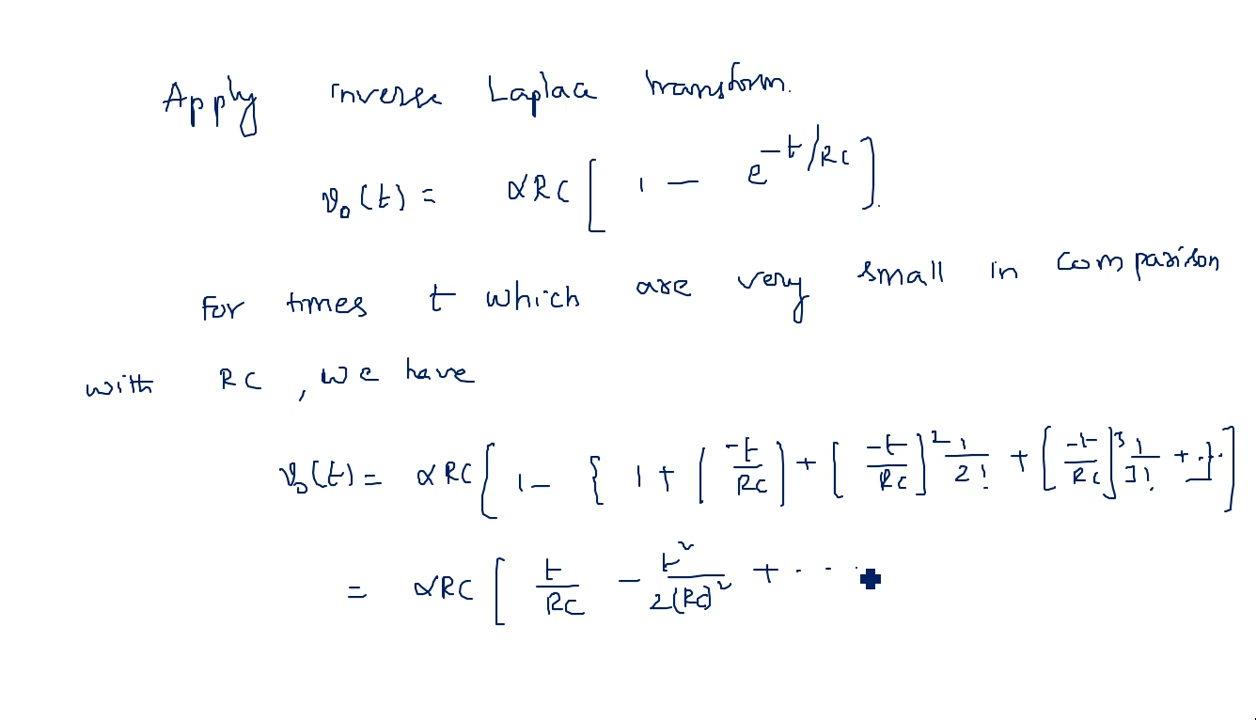 Apply inverse Laplace transform.
v₀(t) = αRC [ 1 − e^{−t/RC} ].
For times t which are very small in comparison
with RC, we have
v₀(t) = αRC [ 1 − { 1 + [−t/RC] + [−t/RC]² 1/2! + [−t/RC]³ 1/3! + ... } ]
= αRC [ t/RC − t²/2(RC)² + ...